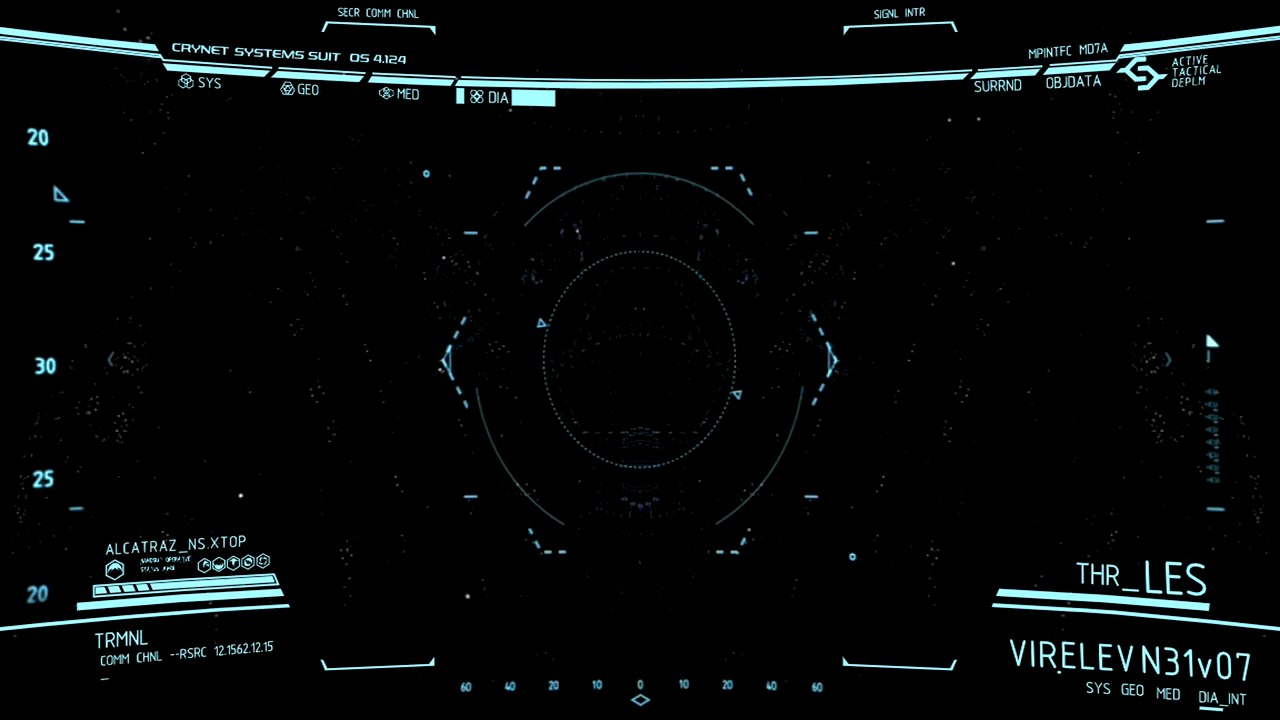 SECR COMM CHNL
SIGNL INTR
CRYNET SYSTEMS SUIT OS 4.124
MPINTFC MD7A
SYS
GEO
MED
DIA
SURRND
OBJDATA
ACTIVE
TACTICAL
DEPLM
20
25
30
25
20
ALCATRAZ_NS.XTOP
THR_LES
TRMNL
COMM CHNL --RSRC 12.1562.12.15
_
VIRELEV N31v07
SYS GEO MED DIA_INT
60 40 20 0 10 20 40 60